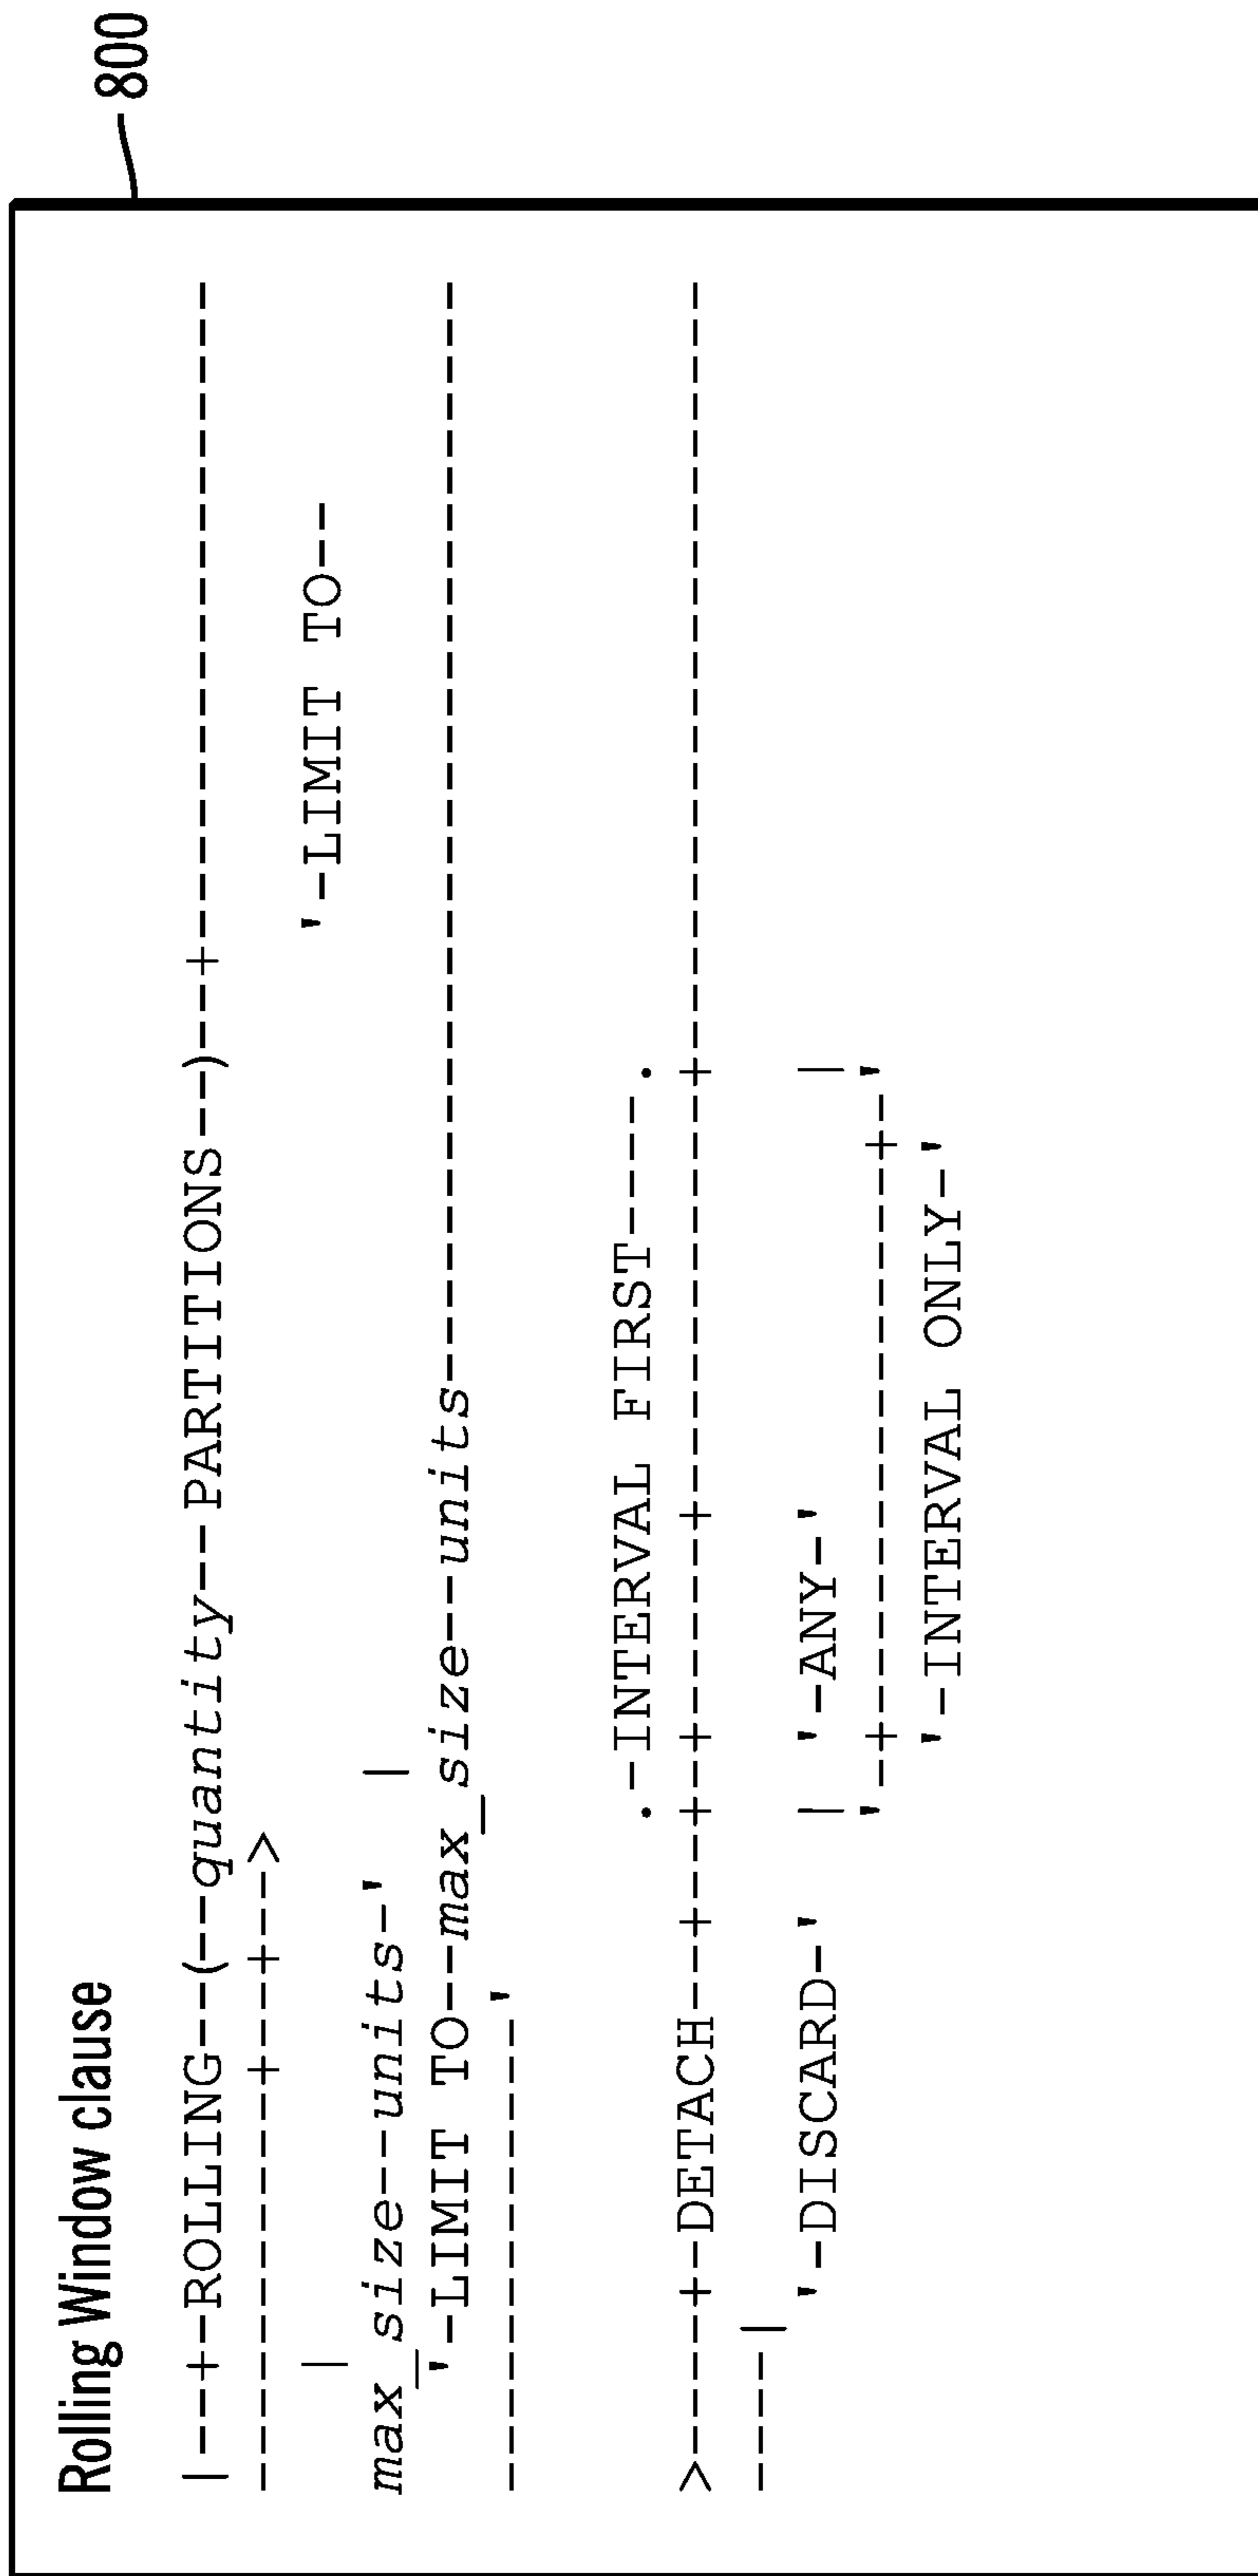 800
Rolling Window clause
|--+-ROLLING--(-quantity--PARTITIONS--)--+------------------
-----------+--+-->
   |                                      '-LIMIT TO--
max_size--units-'  |
   '-LIMIT TO--max_size--units------------------------------
-------------'
                  .-INTERVAL FIRST----.
>----+-DETACH--+--+-+-----+-----------+---------------------
----|
     '-DISCARD-'  | '-ANY-'           |
                  '-+---------------+-'
                    '-INTERVAL ONLY-'